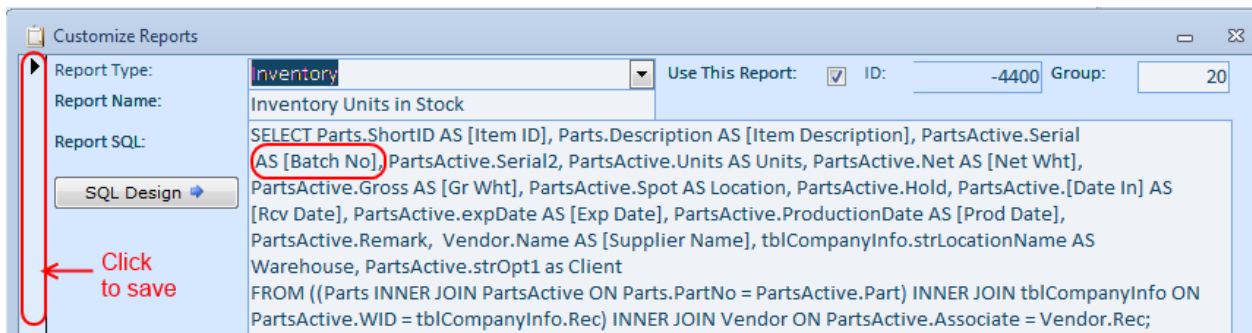 Customize Reports
Report Type: Inventory Use This Report: ID: -4400 Group: 20
Report Name: Inventory Units in Stock
Report SQL: SELECT Parts.ShortID AS [Item ID], Parts.Description AS [Item Description], PartsActive.Serial
AS [Batch No], PartsActive.Serial2, PartsActive.Units AS Units, PartsActive.Net AS [Net Wht],
SQL Design PartsActive.Gross AS [Gr Wht], PartsActive.Spot AS Location, PartsActive.Hold, PartsActive.[Date In] AS
[Rcv Date], PartsActive.expDate AS [Exp Date], PartsActive.ProductionDate AS [Prod Date],
PartsActive.Remark, Vendor.Name AS [Supplier Name], tblCompanyInfo.strLocationName AS
Click Warehouse, PartsActive.strOpt1 as Client
to save FROM ((Parts INNER JOIN PartsActive ON Parts.PartNo = PartsActive.Part) INNER JOIN tblCompanyInfo ON
PartsActive.WID = tblCompanyInfo.Rec) INNER JOIN Vendor ON PartsActive.Associate = Vendor.Rec;